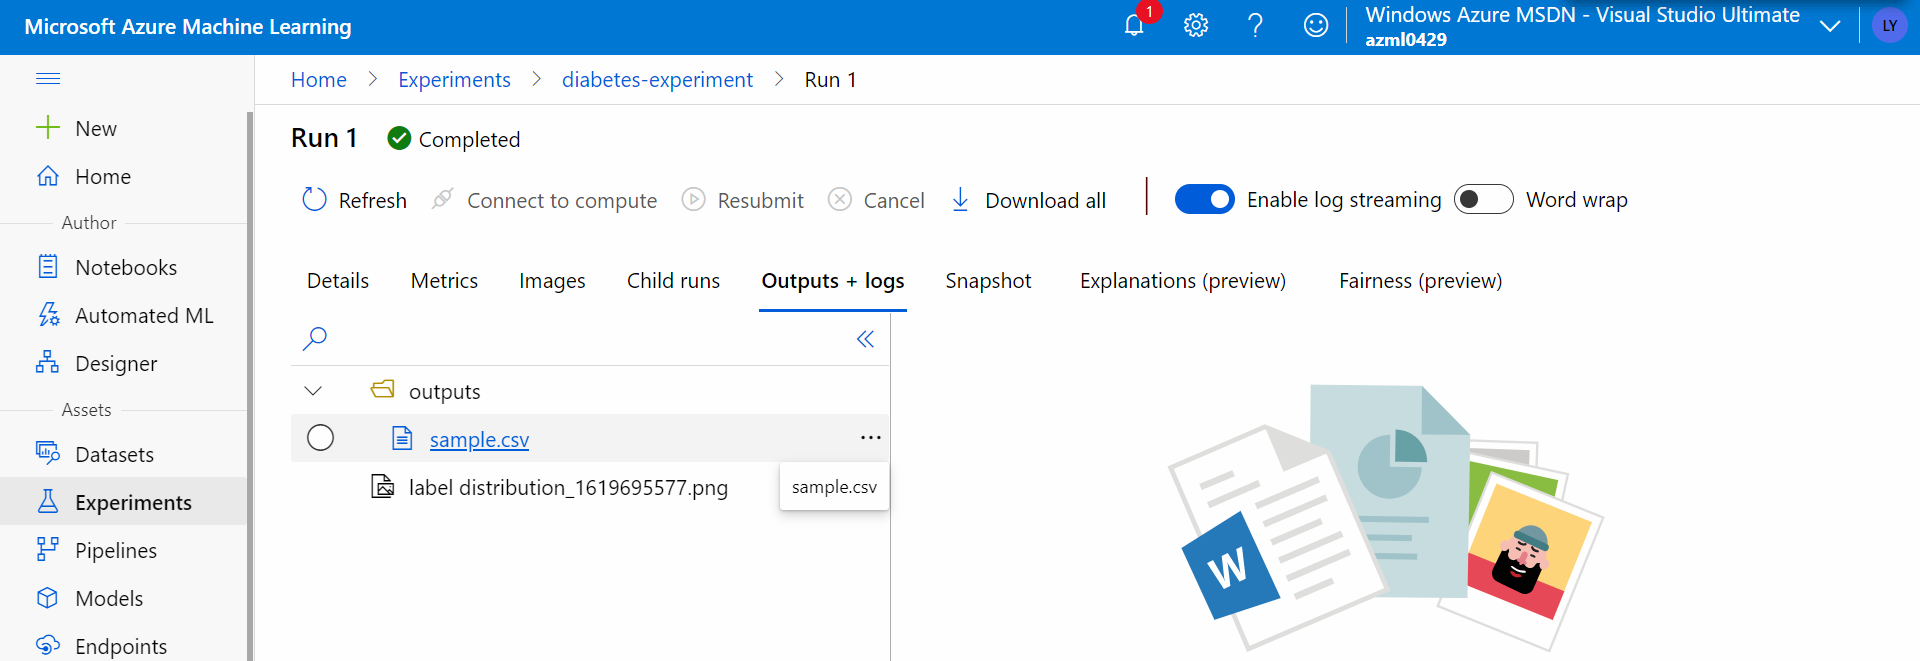 Microsoft Azure Machine Learning
1
Windows Azure MSDN - Visual Studio Ultimate
azml0429
LY
Home > Experiments > diabetes-experiment > Run 1
New
Home
Author
Notebooks
Automated ML
Designer
Assets
Datasets
Experiments
Pipelines
Models
Endpoints
Run 1 Completed
Refresh Connect to compute Resubmit Cancel Download all Enable log streaming Word wrap
Details Metrics Images Child runs Outputs + logs Snapshot Explanations (preview) Fairness (preview)
outputs
sample.csv ...
label distribution_1619695577.png
sample.csv
W